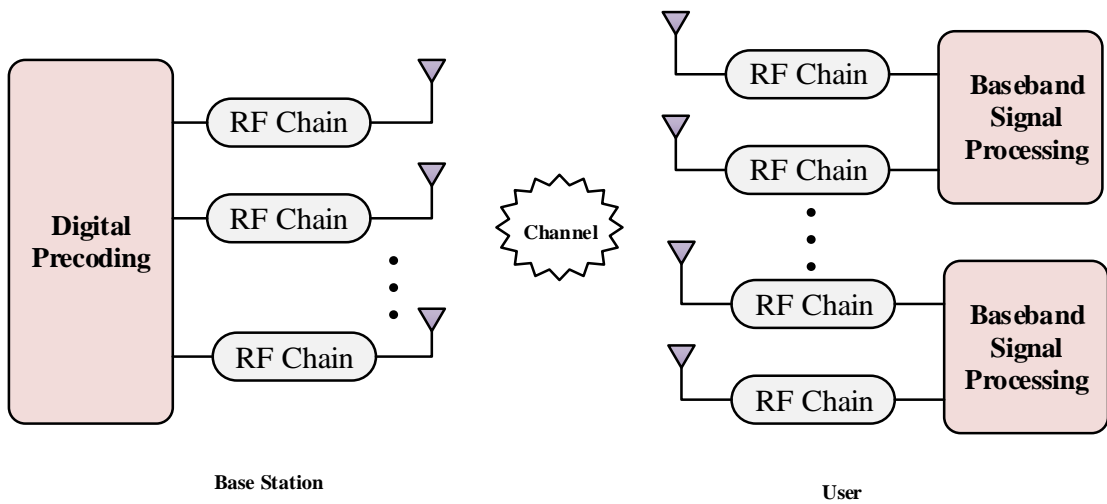 Digital
Precoding
RF Chain
RF Chain
RF Chain
Base Station
Channel
RF Chain
RF Chain
RF Chain
RF Chain
Baseband
Signal
Processing
Baseband
Signal
Processing
User